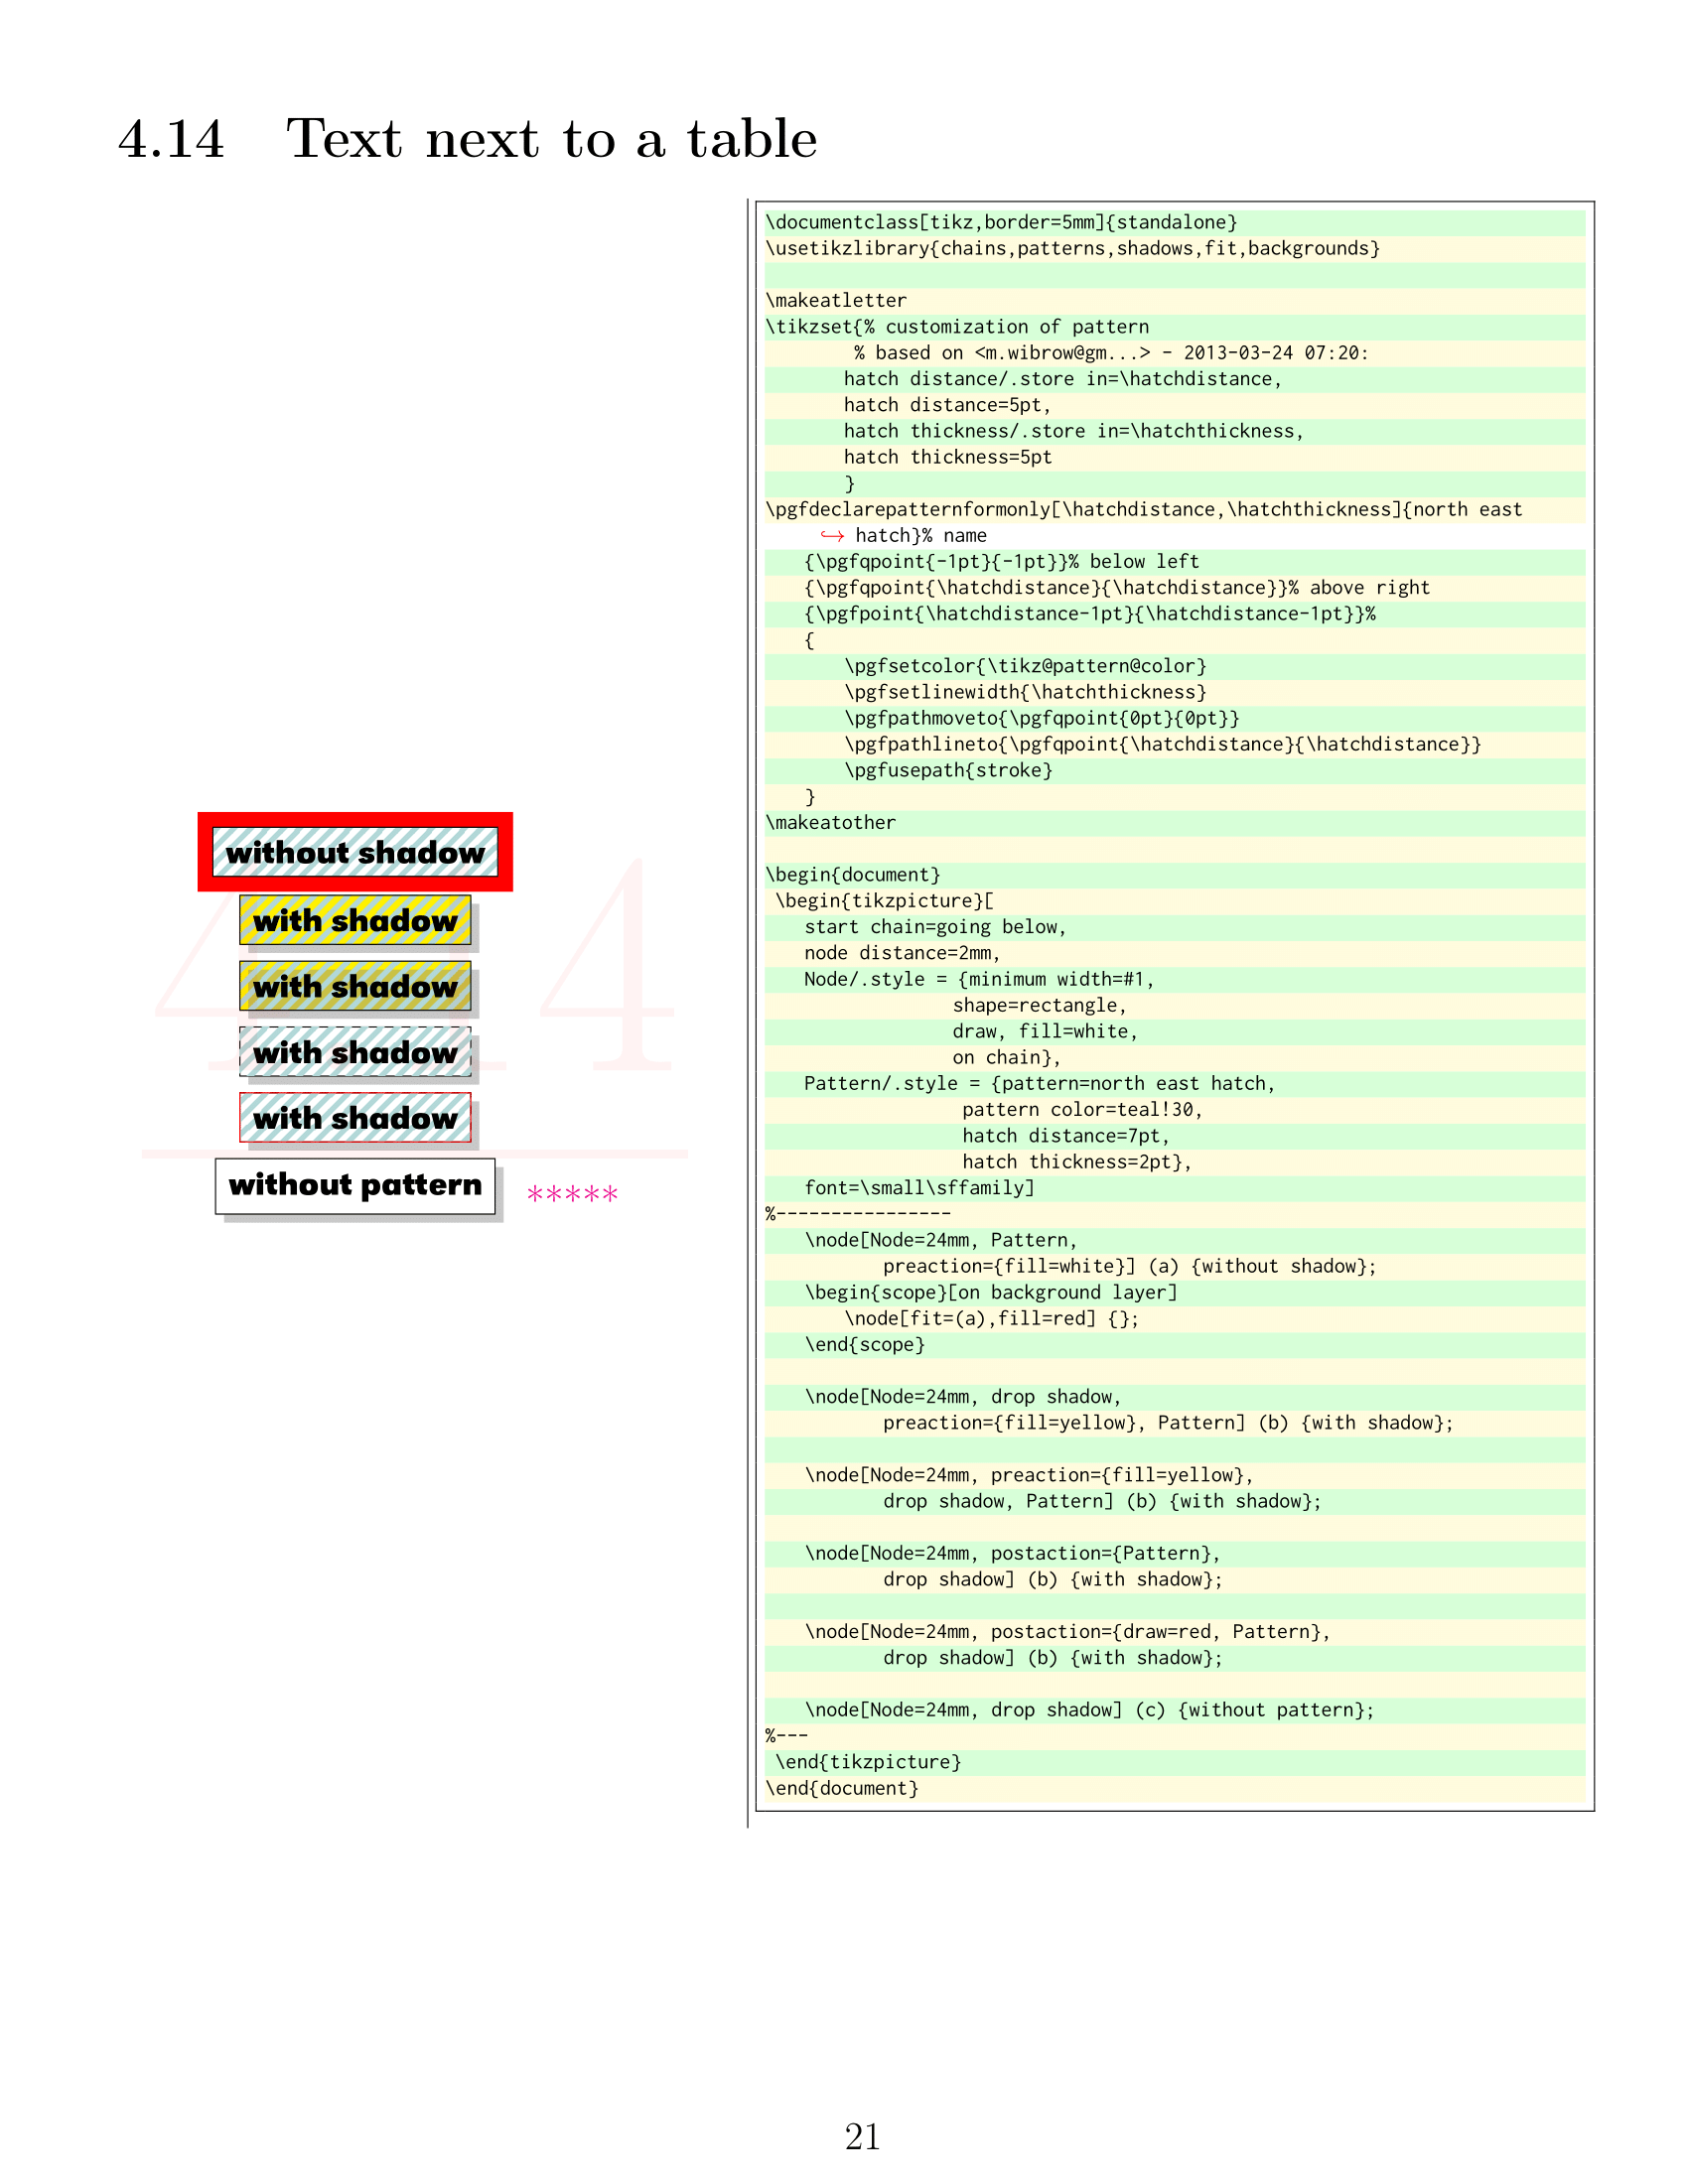 4.14 Text next to a table
4.14
without shadow
with shadow
with shadow
with shadow
with shadow
without pattern *****
\documentclass[tikz,border=5mm]{standalone}
\usetikzlibrary{chains,patterns,shadows,fit,backgrounds}

\makeatletter
\tikzset{% customization of pattern
         % based on <m.wibrow@gm...> - 2013-03-24 07:20:
        hatch distance/.store in=\hatchdistance,
        hatch distance=5pt,
        hatch thickness/.store in=\hatchthickness,
        hatch thickness=5pt
        }
\pgfdeclarepatternformonly[\hatchdistance,\hatchthickness]{north east
     ↪ hatch}% name
    {\pgfqpoint{-1pt}{-1pt}}% below left
    {\pgfqpoint{\hatchdistance}{\hatchdistance}}% above right
    {\pgfpoint{\hatchdistance-1pt}{\hatchdistance-1pt}}%
    {
        \pgfsetcolor{\tikz@pattern@color}
        \pgfsetlinewidth{\hatchthickness}
        \pgfpathmoveto{\pgfqpoint{0pt}{0pt}}
        \pgfpathlineto{\pgfqpoint{\hatchdistance}{\hatchdistance}}
        \pgfusepath{stroke}
    }
\makeatother

\begin{document}
 \begin{tikzpicture}[
    start chain=going below,
    node distance=2mm,
    Node/.style = {minimum width=#1,
                   shape=rectangle,
                   draw, fill=white,
                   on chain},
    Pattern/.style = {pattern=north east hatch,
                    pattern color=teal!30,
                    hatch distance=7pt,
                    hatch thickness=2pt},
    font=\small\sffamily]
%----------------
    \node[Node=24mm, Pattern,
            preaction={fill=white}] (a) {without shadow};
    \begin{scope}[on background layer]
        \node[fit=(a),fill=red] {};
    \end{scope}

    \node[Node=24mm, drop shadow,
            preaction={fill=yellow}, Pattern] (b) {with shadow};

    \node[Node=24mm, preaction={fill=yellow},
            drop shadow, Pattern] (b) {with shadow};

    \node[Node=24mm, postaction={Pattern},
            drop shadow] (b) {with shadow};

    \node[Node=24mm, postaction={draw=red, Pattern},
            drop shadow] (b) {with shadow};

    \node[Node=24mm, drop shadow] (c) {without pattern};
%---
 \end{tikzpicture}
\end{document}
21